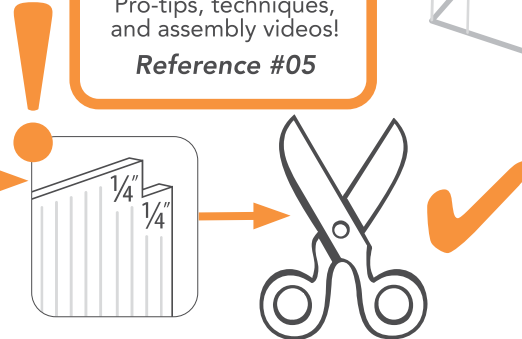 Pro-tips, techniques,
and assembly videos!
Reference #05
1/4"
1/4"